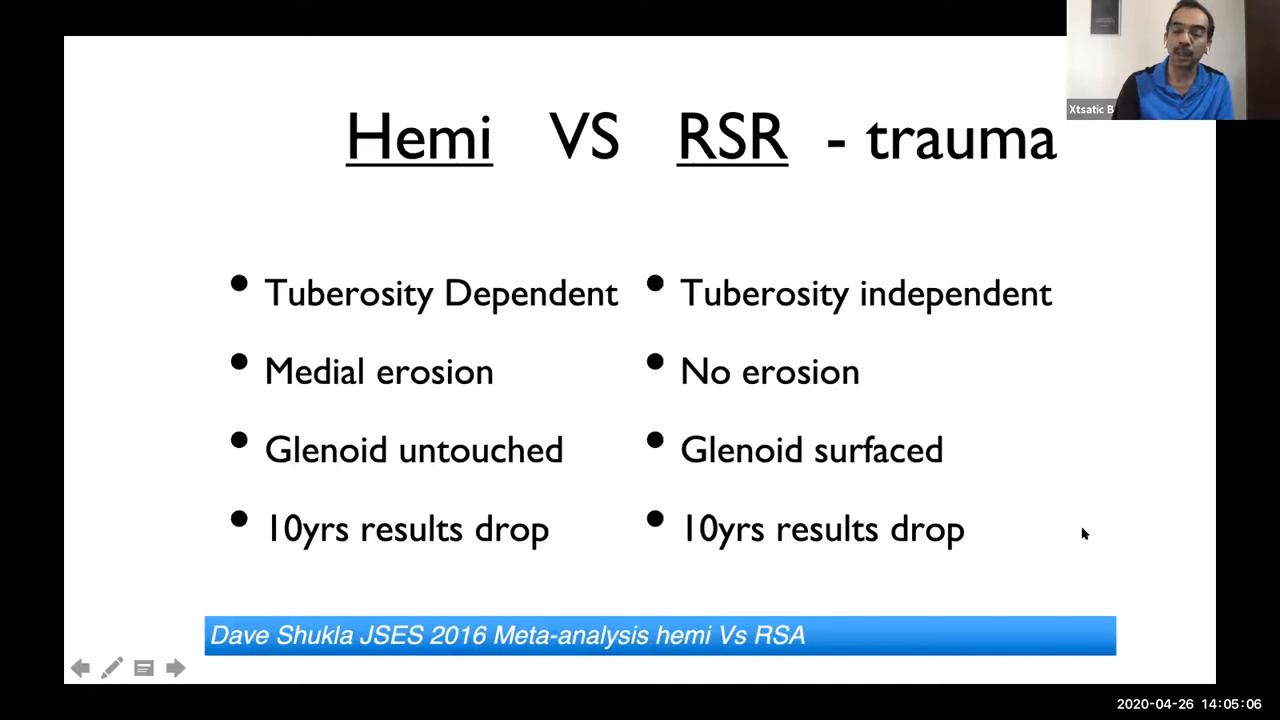 Hemi VS RSR - trauma
Xtsatic B
Tuberosity Dependent
Medial erosion
Glenoid untouched
10yrs results drop
Tuberosity independent
No erosion
Glenoid surfaced
10yrs results drop
Dave Shukla JSES 2016 Meta-analysis hemi Vs RSA
2020-04-26 14:05:06